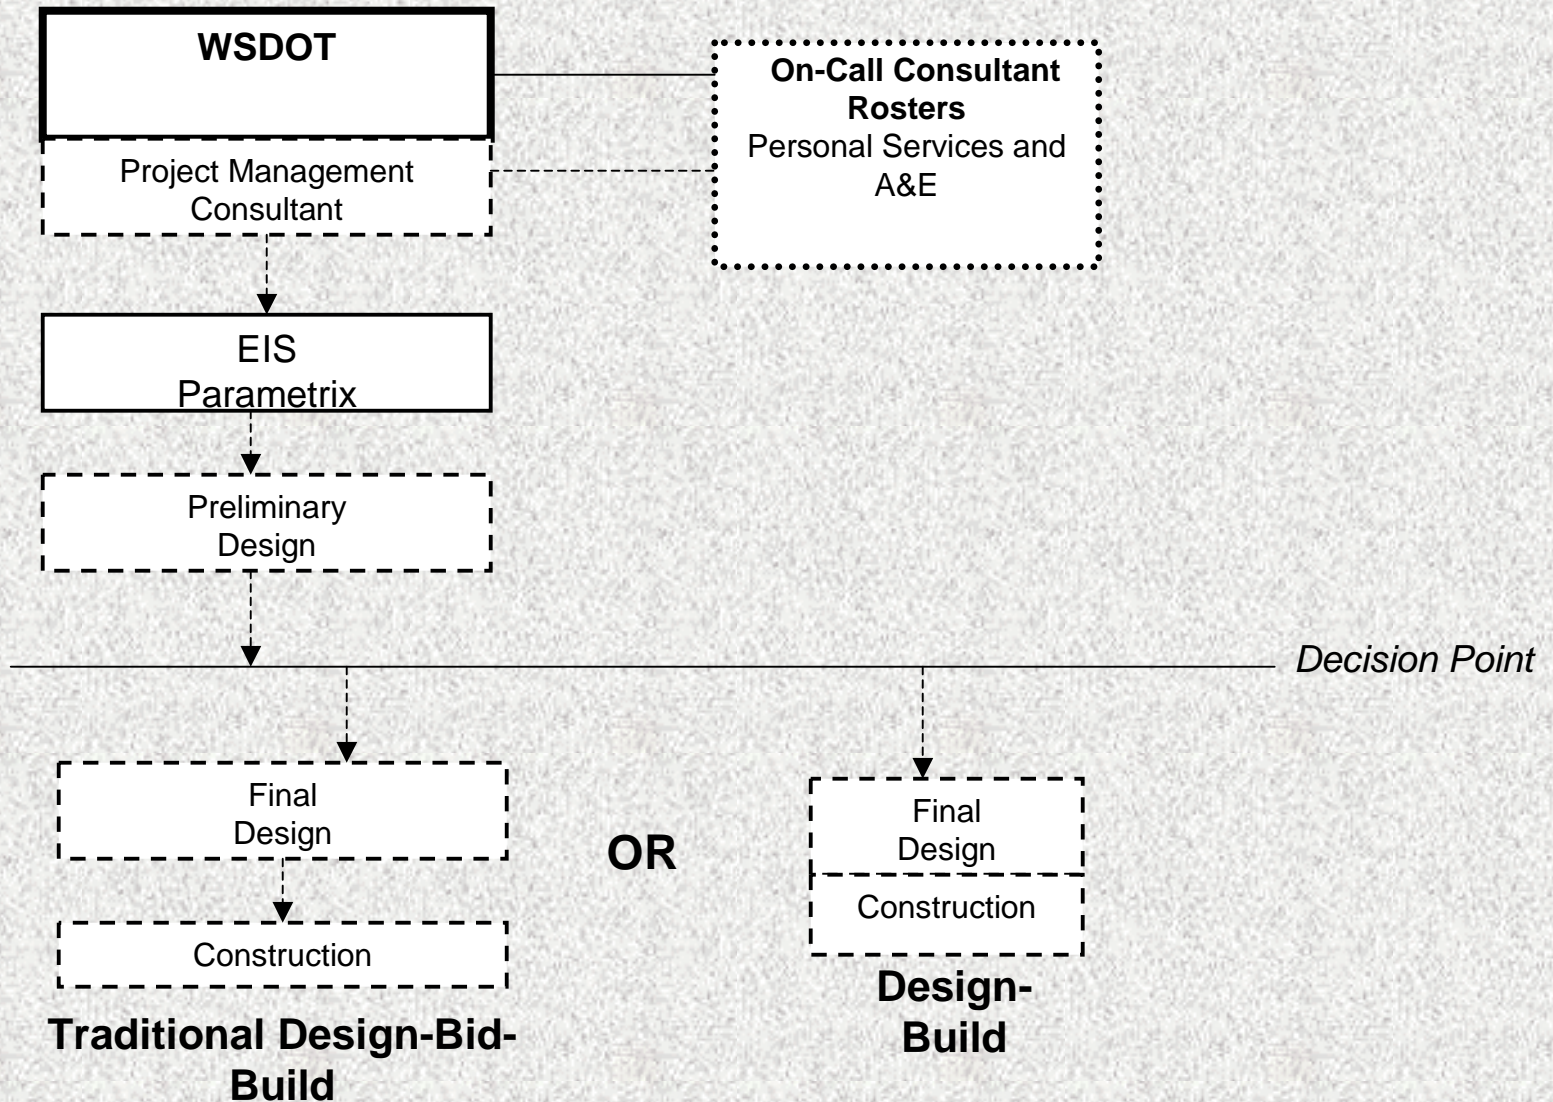 WSDOT
On-Call Consultant
Rosters
Personal Services and
A&E
Project Management
Consultant
EIS
Parametrix
Preliminary
Design
Decision Point
Final
Design
Construction
Traditional Design-Bid-
Build
OR
Final
Design
Construction
Design-
Build